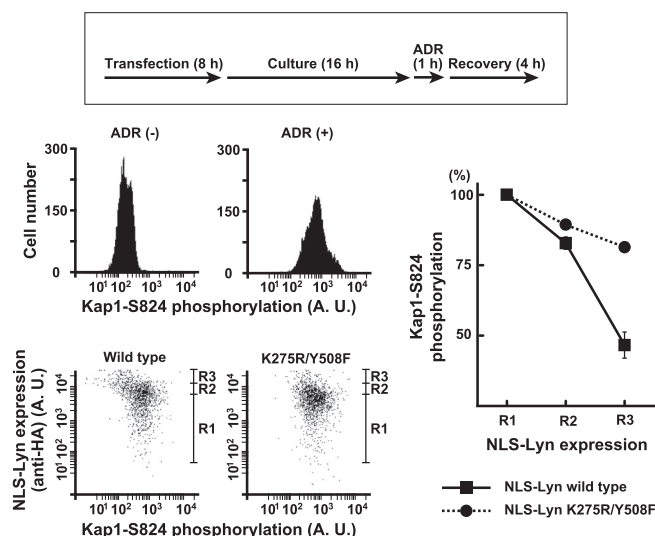 ADR
Transfection (8 h) Culture (16 h) (1 h) Recovery (4 h)
ADR (-) ADR (+)
300 300
150 150
0 0
Cell number
10¹ 10² 10³ 10⁴ 10¹ 10² 10³ 10⁴
Kap1-S824 phosphorylation (A. U.)
Wild type K275R/Y508F
10⁴ 10⁴
10³ 10³
10² 10²
10¹ 10¹
R3 R3
R2 R2
R1 R1
NLS-Lyn expression
(anti-HA) (A. U.)
10¹ 10² 10³ 10⁴ 10¹ 10² 10³ 10⁴
Kap1-S824 phosphorylation (A. U.)
(%)
100
75
50
Kap1-S824
phosphorylation
R1 R2 R3
NLS-Lyn expression
NLS-Lyn wild type
NLS-Lyn K275R/Y508F